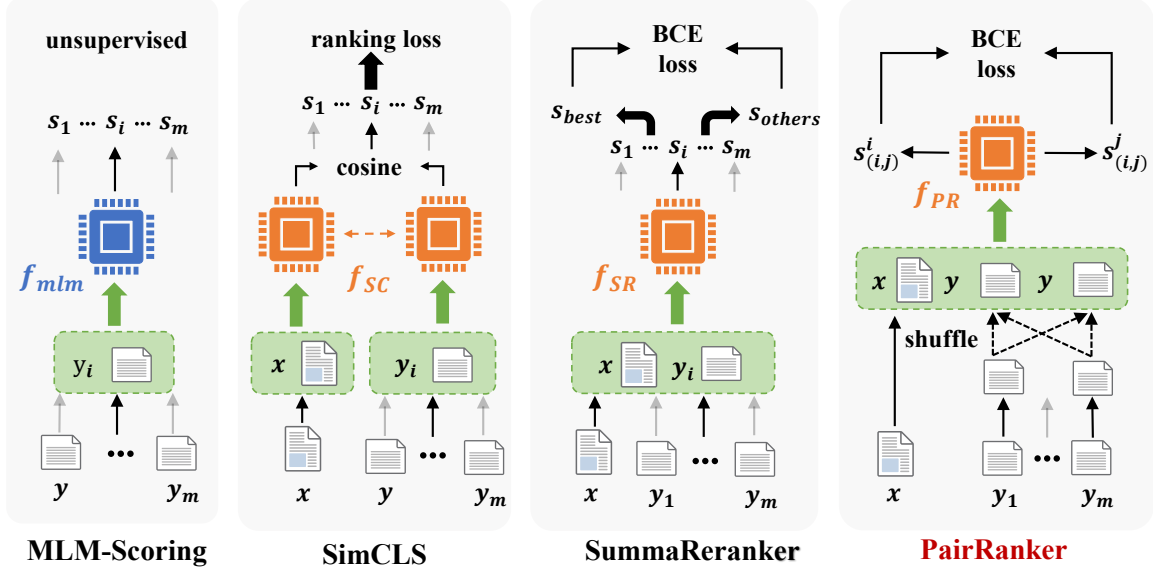 unsupervised
s1 ... si ... sm
fmlm
yi
y ... ym
MLM-Scoring
ranking loss
s1 ... si ... sm
cosine
fSC
x yi
x y ... ym
SimCLS
BCE
loss
sbest sothers
s1 ... si ... sm
fSR
x yi
x y1 ... ym
SummaReranker
BCE
loss
s^i_(i,j) s^j_(i,j)
fPR
x y y
shuffle
x y1 ... ym
PairRanker